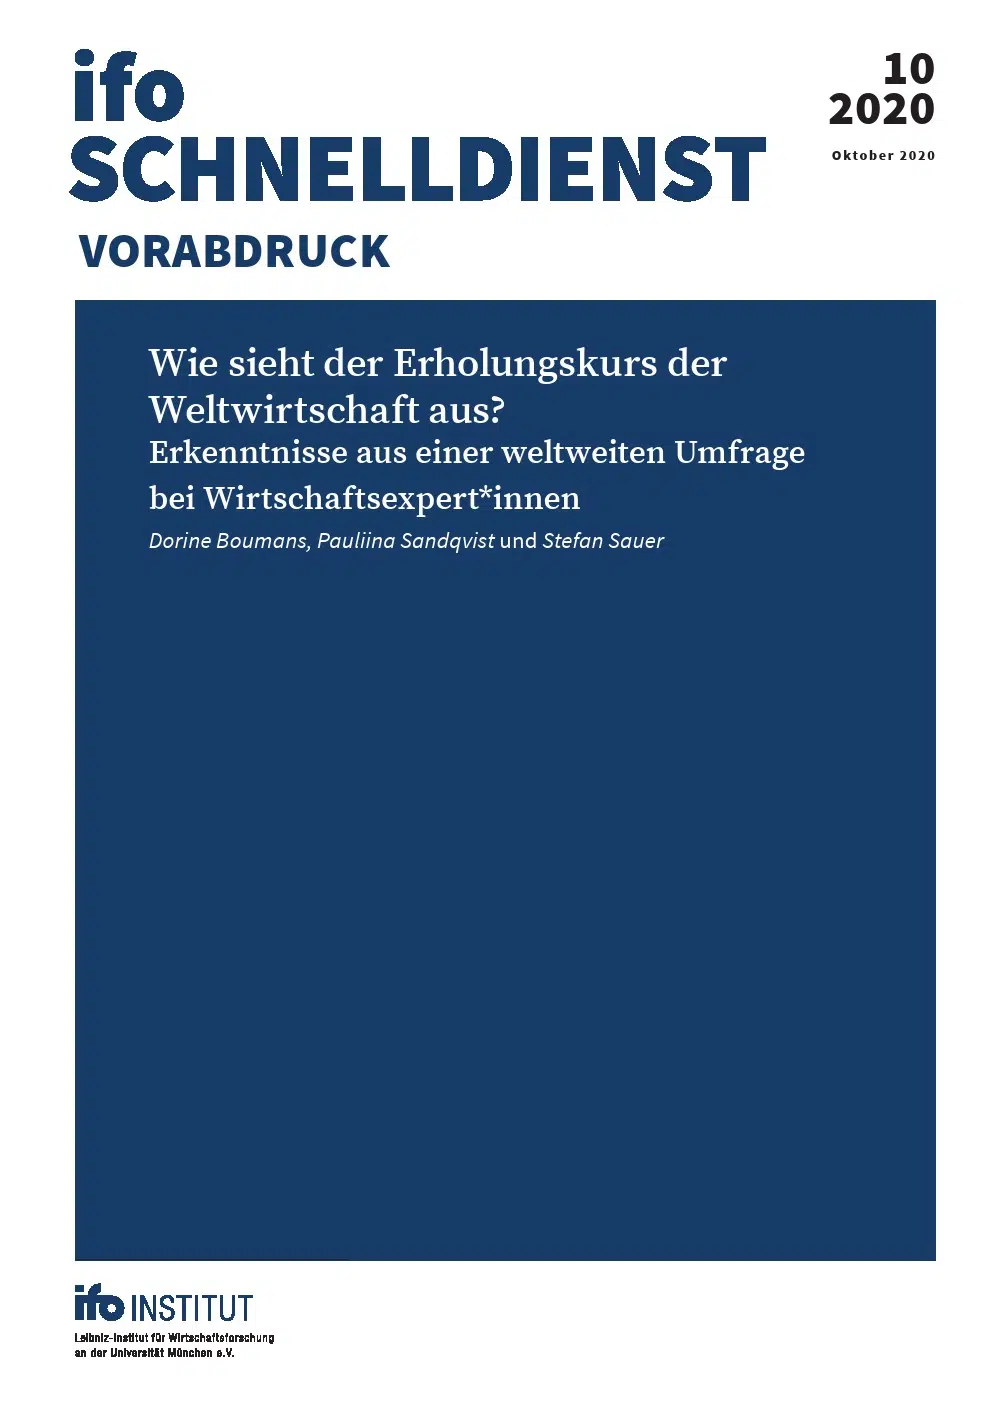 ifo
SCHNELLDIENST
VORABDRUCK
10
2020
Oktober 2020
Wie sieht der Erholungskurs der
Weltwirtschaft aus?
Erkenntnisse aus einer weltweiten Umfrage
bei Wirtschaftsexpert*innen
Dorine Boumans, Pauliina Sandqvist und Stefan Sauer
ifo INSTITUT
Leibniz-Institut für Wirtschaftsforschung
an der Universität München e.V.